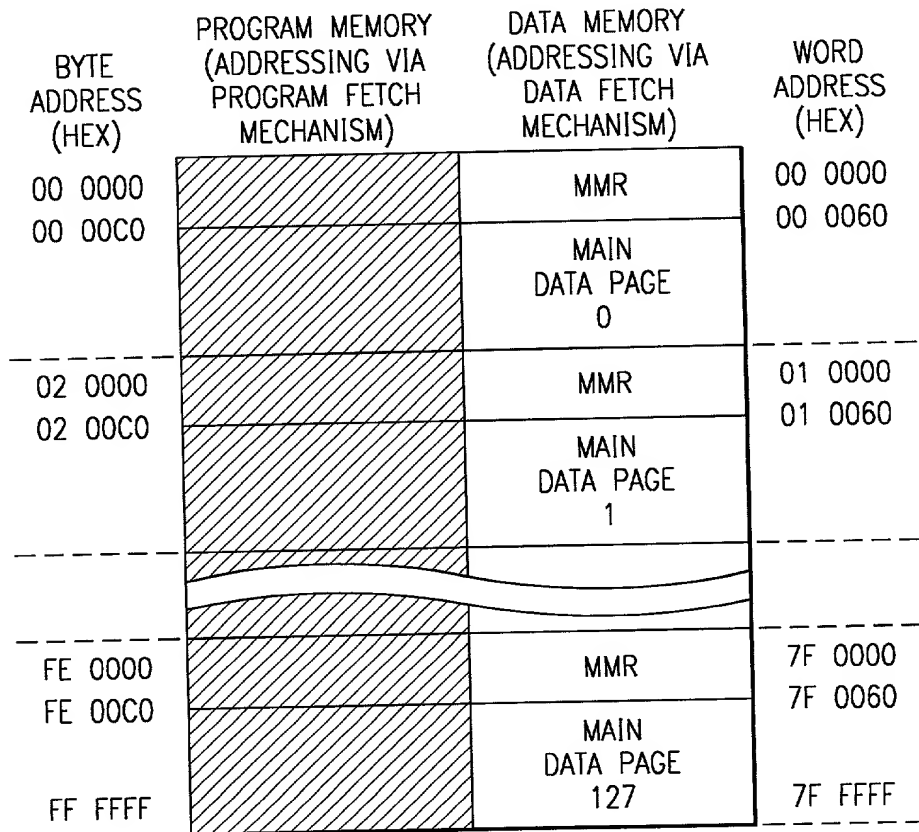 BYTE
ADDRESS
(HEX)
PROGRAM MEMORY
(ADDRESSING VIA
PROGRAM FETCH
MECHANISM)
DATA MEMORY
(ADDRESSING VIA
DATA FETCH
MECHANISM)
WORD
ADDRESS
(HEX)
00 0000
MMR
00 0000
00 00C0
00 0060
MAIN
DATA PAGE
0
02 0000
MMR
01 0000
02 00C0
01 0060
MAIN
DATA PAGE
1
FE 0000
MMR
7F 0000
FE 00C0
7F 0060
MAIN
DATA PAGE
127
FF FFFF
7F FFFF